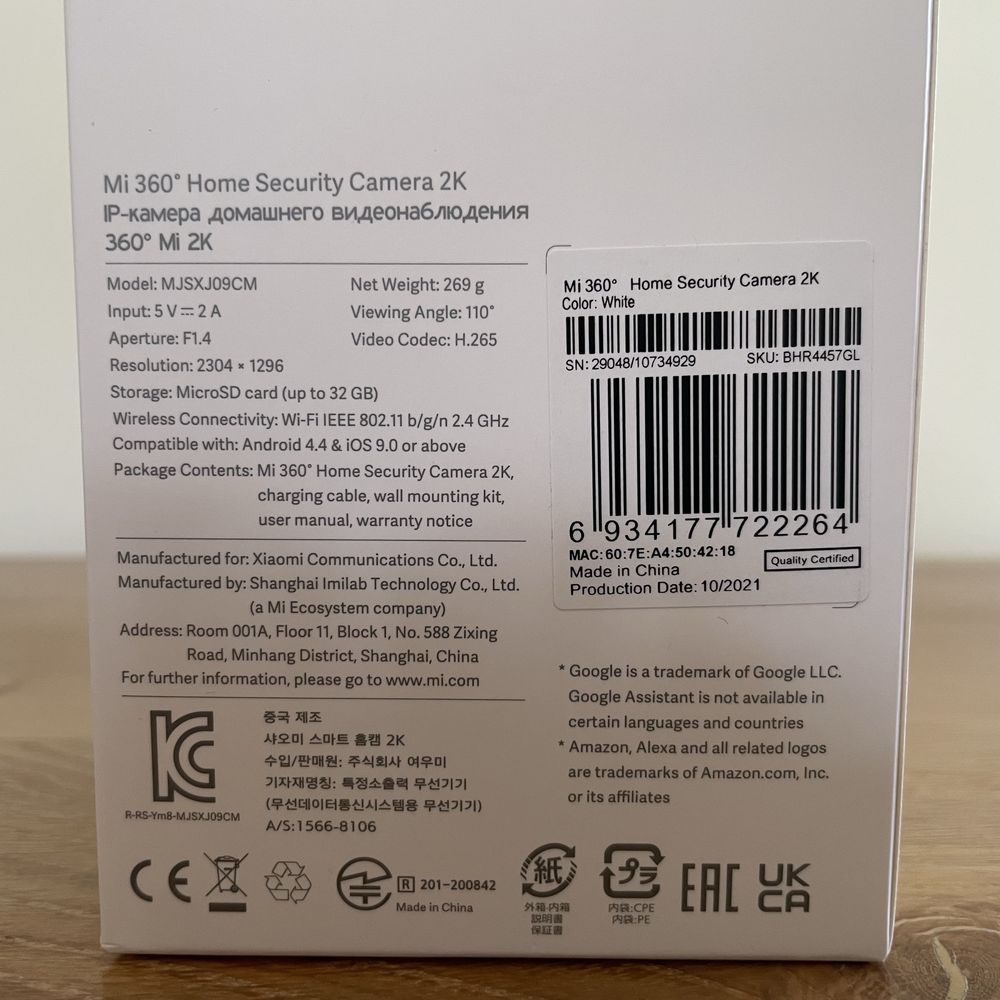 Mi 360° Home Security Camera 2K
IP-камера домашнего видеонаблюдения
360° Mi 2K
Model: MJSXJ09CM
Input: 5 V⎓2 A
Aperture: F1.4
Resolution: 2304 × 1296
Net Weight: 269 g
Viewing Angle: 110°
Video Codec: H.265
Storage: MicroSD card (up to 32 GB)
Wireless Connectivity: Wi-Fi IEEE 802.11 b/g/n 2.4 GHz
Compatible with: Android 4.4 & iOS 9.0 or above
Package Contents: Mi 360° Home Security Camera 2K,
charging cable, wall mounting kit,
user manual, warranty notice
Manufactured for: Xiaomi Communications Co., Ltd.
Manufactured by: Shanghai Imilab Technology Co., Ltd.
(a Mi Ecosystem company)
Address: Room 001A, Floor 11, Block 1, No. 588 Zixing
Road, Minhang District, Shanghai, China
For further information, please go to www.mi.com
R-RS-Ym8-MJSXJ09CM
중국 제조
샤오미 스마트 홈캠 2K
수입/판매원: 주식회사 여우미
기자재명칭: 특정소출력 무선기기
(무선데이터통신시스템용 무선기기)
A/S:1566-8106
Mi 360° Home Security Camera 2K
Color: White
SN: 29048/10734929
SKU: BHR4457GL
6 934177 722264
MAC: 60:7E:A4:50:42:18
Made in China
Production Date: 10/2021
Quality Certified
* Google is a trademark of Google LLC.
Google Assistant is not available in
certain languages and countries
* Amazon, Alexa and all related logos
are trademarks of Amazon.com, Inc.
or its affiliates
CE
R 201-200842
Made in China
紙
外箱·内箱
説明書
保証書
プラ
内袋:CPE
内袋:PE
EAC
UK
CA